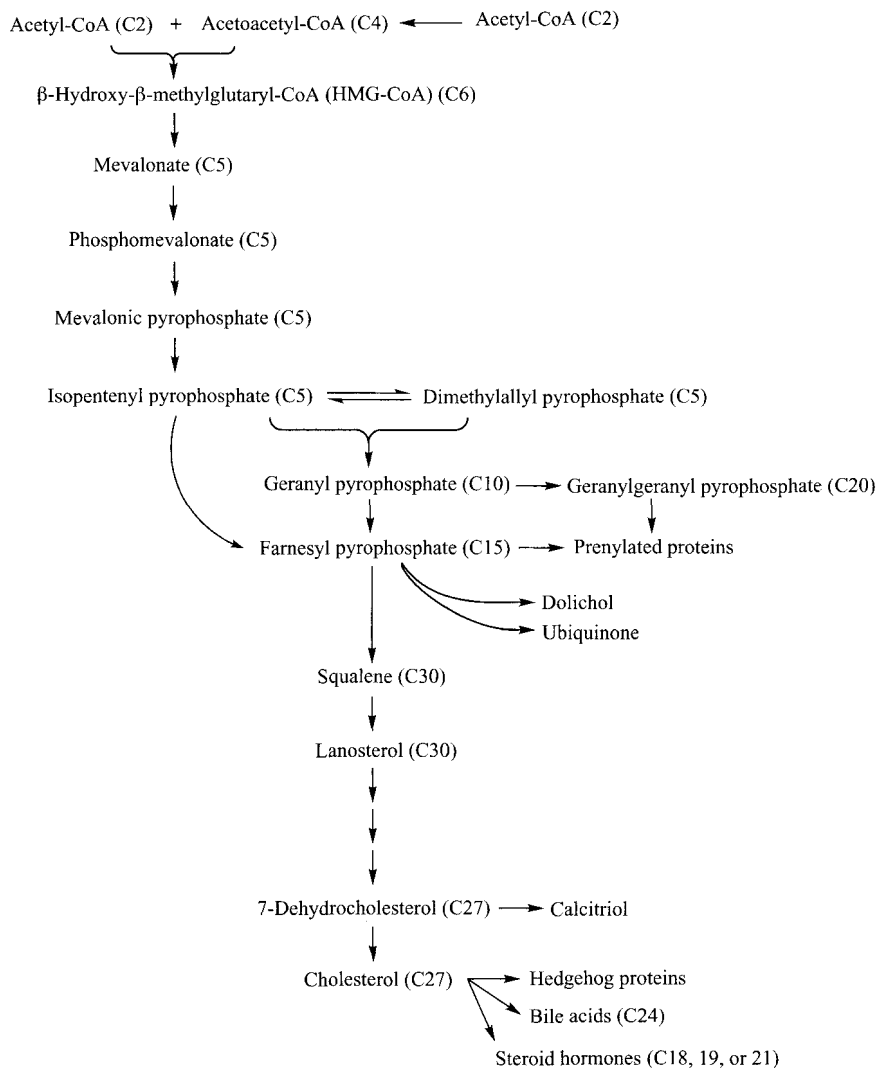 Acetyl-CoA (C2) + Acetoacetyl-CoA (C4) Acetyl-CoA (C2)
β-Hydroxy-β-methylglutaryl-CoA (HMG-CoA) (C6)
Mevalonate (C5)
Phosphomevalonate (C5)
Mevalonic pyrophosphate (C5)
Isopentenyl pyrophosphate (C5) Dimethylallyl pyrophosphate (C5)
Geranyl pyrophosphate (C10) Geranylgeranyl pyrophosphate (C20)
Farnesyl pyrophosphate (C15) Prenylated proteins
Dolichol
Ubiquinone
Squalene (C30)
Lanosterol (C30)
7-Dehydrocholesterol (C27) Calcitriol
Cholesterol (C27) Hedgehog proteins
Bile acids (C24)
Steroid hormones (C18, 19, or 21)